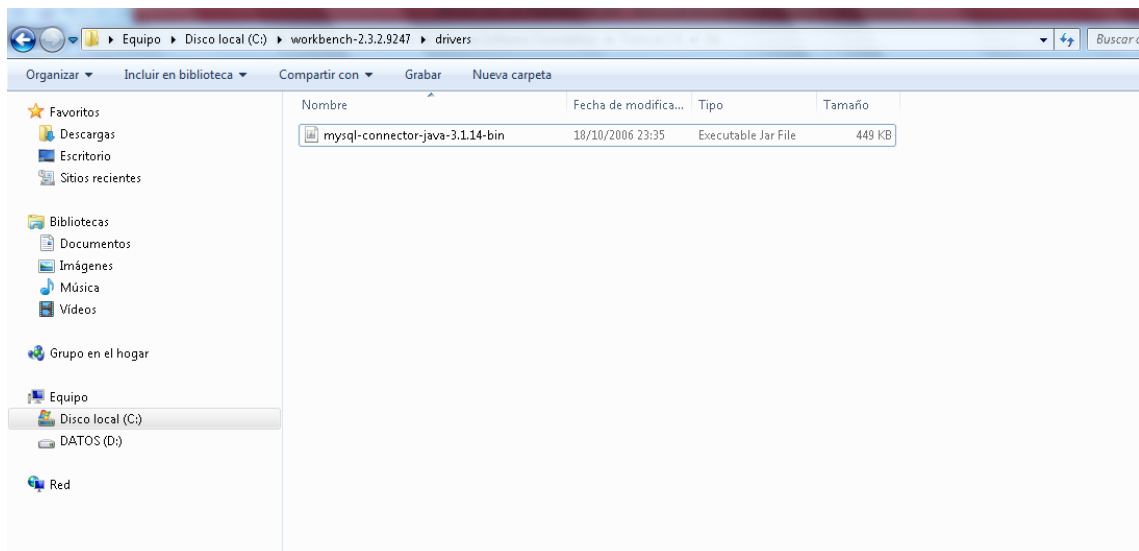 Equipo Disco local (C:) workbench-2.3.2.9247 drivers
Buscar
Organizar Incluir en biblioteca Compartir con Grabar Nueva carpeta
Favoritos
Descargas
Escritorio
Sitios recientes
Bibliotecas
Documentos
Imágenes
Música
Vídeos
Grupo en el hogar
Equipo
Disco local (C:)
DATOS (D:)
Red
Nombre Fecha de modifica... Tipo Tamaño
mysql-connector-java-3.1.14-bin 18/10/2006 23:35 Executable Jar File 449 KB